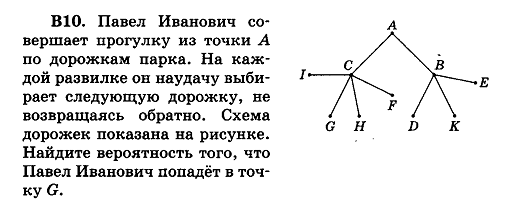 В10. Павел Иванович со-
вершает прогулку из точки A
по дорожкам парка. На каж-
дой развилке он наудачу выби-
рает следующую дорожку, не
возвращаясь обратно. Схема
дорожек показана на рисунке.
Найдите вероятность того, что
Павел Иванович попадёт в точ-
ку G.
A
I
C
B
E
F
G
H
D
K